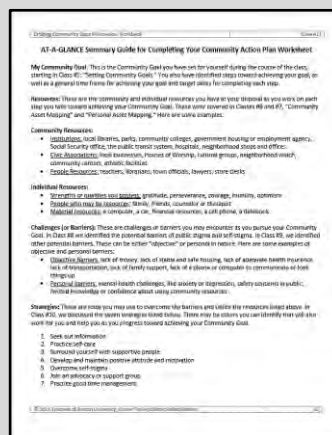 AT-A-GLANCE Summary Guide for Completing Your Community Action Plan Worksheet
My Community Goal. This is the Community Goal you have set for yourself during the course of the class,
starting in Class #2: "Setting Community Goals." You also have identified steps toward achieving your goal, as
well as a general time frame for achieving your goal and target dates for completing each step.
Resources: These are the community and individual resources you have at your disposal as you work on each
step you take toward achieving your Community Goal. These were covered in Classes #6 and #7, "Community
Asset Mapping" and "Personal Asset Mapping." Here are some examples.
Community Resources:
• Institutions: local libraries, parks, community colleges, government housing or employment agency,
Social Security office, the public transit system, hospitals, neighborhood shops and offices
• Civic Associations: local businesses, Houses of Worship, cultural groups, neighborhood watch,
community centers, athletic facilities
• People Resources: teachers, librarians, town officials, lawyers, store clerks
Individual Resources:
• Strengths or qualities you possess: gratitude, perseverance, courage, humility, optimism
• People who may be resources: family, friends, counselor or therapist
• Material resources: a computer, a car, financial resources, a cell phone, a datebook
Challenges (or Barriers): These are challenges or barriers you may encounter as you pursue your Community
Goal. In Class #8 we identified the potential barriers of public stigma and self-stigma. In Class #9, we identified
other potential barriers. These can be either "objective" or personal in nature. Here are some examples of
objective and personal barriers:
• Objective Barriers: lack of money, lack of stable and safe housing, lack of adequate health insurance,
lack of transportation, lack of family support, lack of a phone or computer to communicate or look
things up
• Personal barriers: mental health challenges, like anxiety or depression, safety concerns in public,
limited knowledge or confidence about using community resources
Strategies: These are steps you may use to overcome the barriers and utilize the resources listed above. In
Class #10, we discussed the seven strategies listed below. There may be others you can identify that will also
work for you and help you as you progress toward achieving your Community Goal.
1. Seek out information
2. Practice self-care
3. Surround yourself with supportive people
4. Develop and maintain positive attitude and motivation
5. Overcome self-stigma
6. Join an advocacy or support group
7. Practice good time management